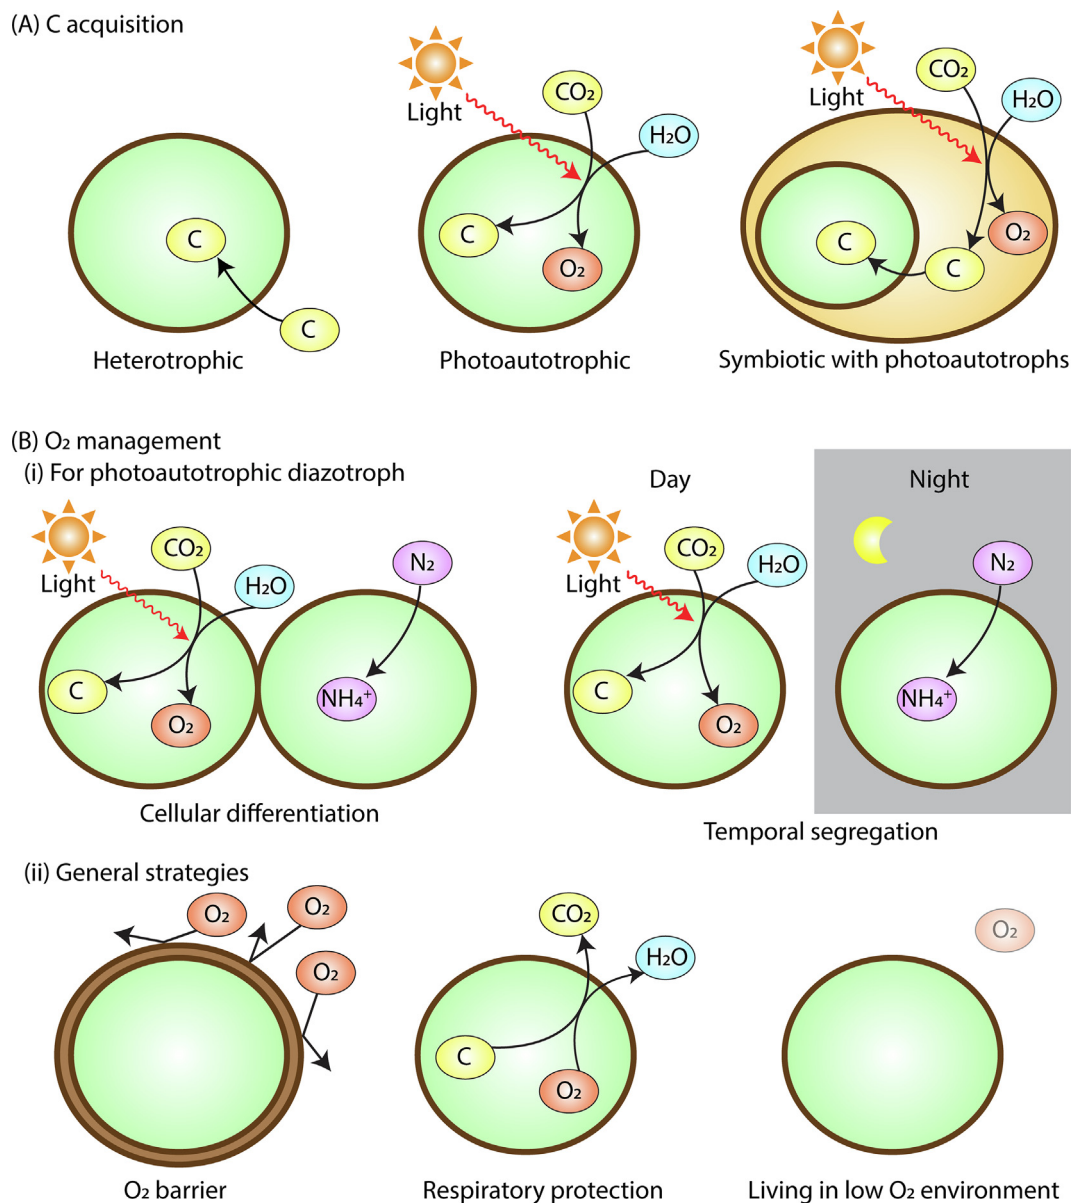 (A) C acquisition
Light
CO₂
H₂O
C
O₂
Light
CO₂
H₂O
C
C
O₂
C
C
Heterotrophic
Photoautotrophic
Symbiotic with photoautotrophs
(B) O₂ management
(i) For photoautotrophic diazotroph
Light
CO₂
H₂O
N₂
C
O₂
NH₄⁺
Cellular differentiation
Day
Night
Light
CO₂
H₂O
N₂
C
O₂
NH₄⁺
Temporal segregation
(ii) General strategies
O₂
O₂
O₂
O₂ barrier
CO₂
H₂O
C
O₂
Respiratory protection
O₂
Living in low O₂ environment